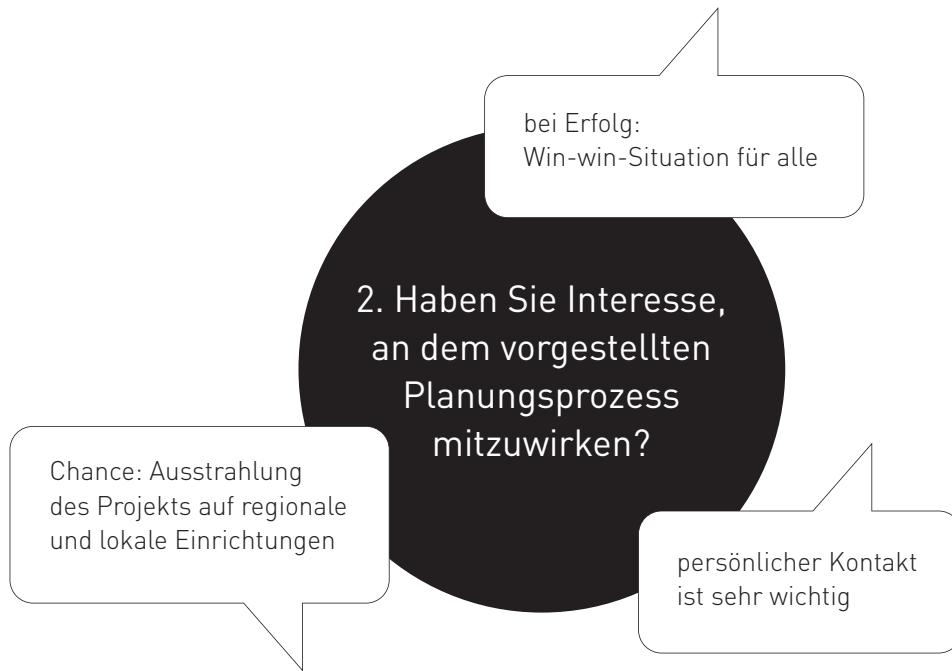 bei Erfolg:
Win-win-Situation für alle
2. Haben Sie Interesse,
an dem vorgestellten
Planungsprozess
mitzuwirken?
Chance: Ausstrahlung
des Projekts auf regionale
und lokale Einrichtungen
persönlicher Kontakt
ist sehr wichtig